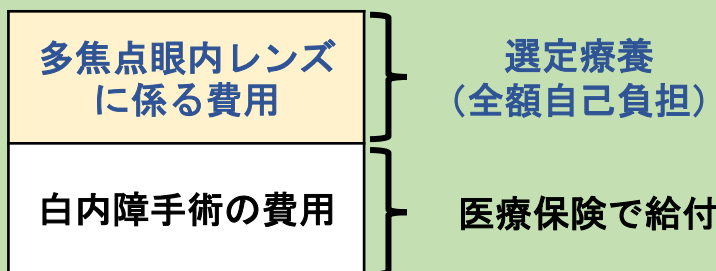 多焦点眼内レンズ
に係る費用
選定療養
（全額自己負担）
白内障手術の費用
医療保険で給付